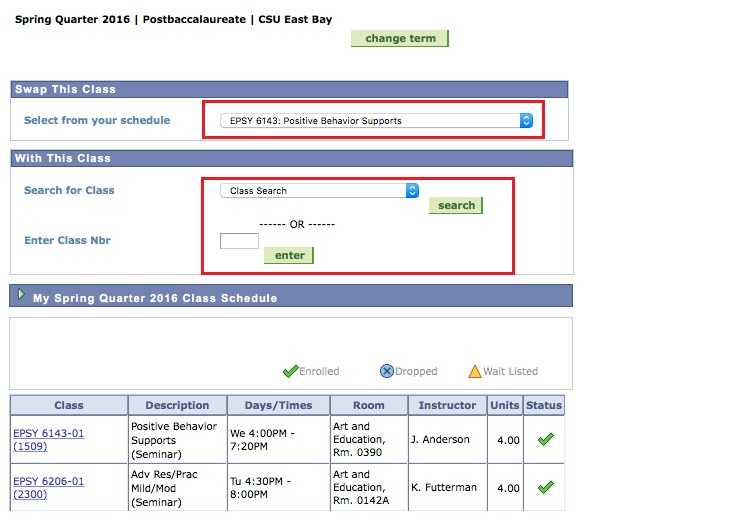 Spring Quarter 2016 | Postbaccalaureate | CSU East Bay
change term
Swap This Class
Select from your schedule
EPSY 6143: Positive Behavior Supports
With This Class
Search for Class
Class Search
search
------ OR ------
Enter Class Nbr
enter
My Spring Quarter 2016 Class Schedule
Enrolled Dropped Wait Listed
Class Description Days/Times Room Instructor Units Status
EPSY 6143-01
(1509)
Positive Behavior
Supports
(Seminar)
We 4:00PM -
7:20PM
Art and
Education,
Rm. 0390
J. Anderson
4.00
EPSY 6206-01
(2300)
Adv Res/Prac
Mild/Mod
(Seminar)
Tu 4:30PM -
8:00PM
Art and
Education,
Rm. 0142A
K. Futterman
4.00